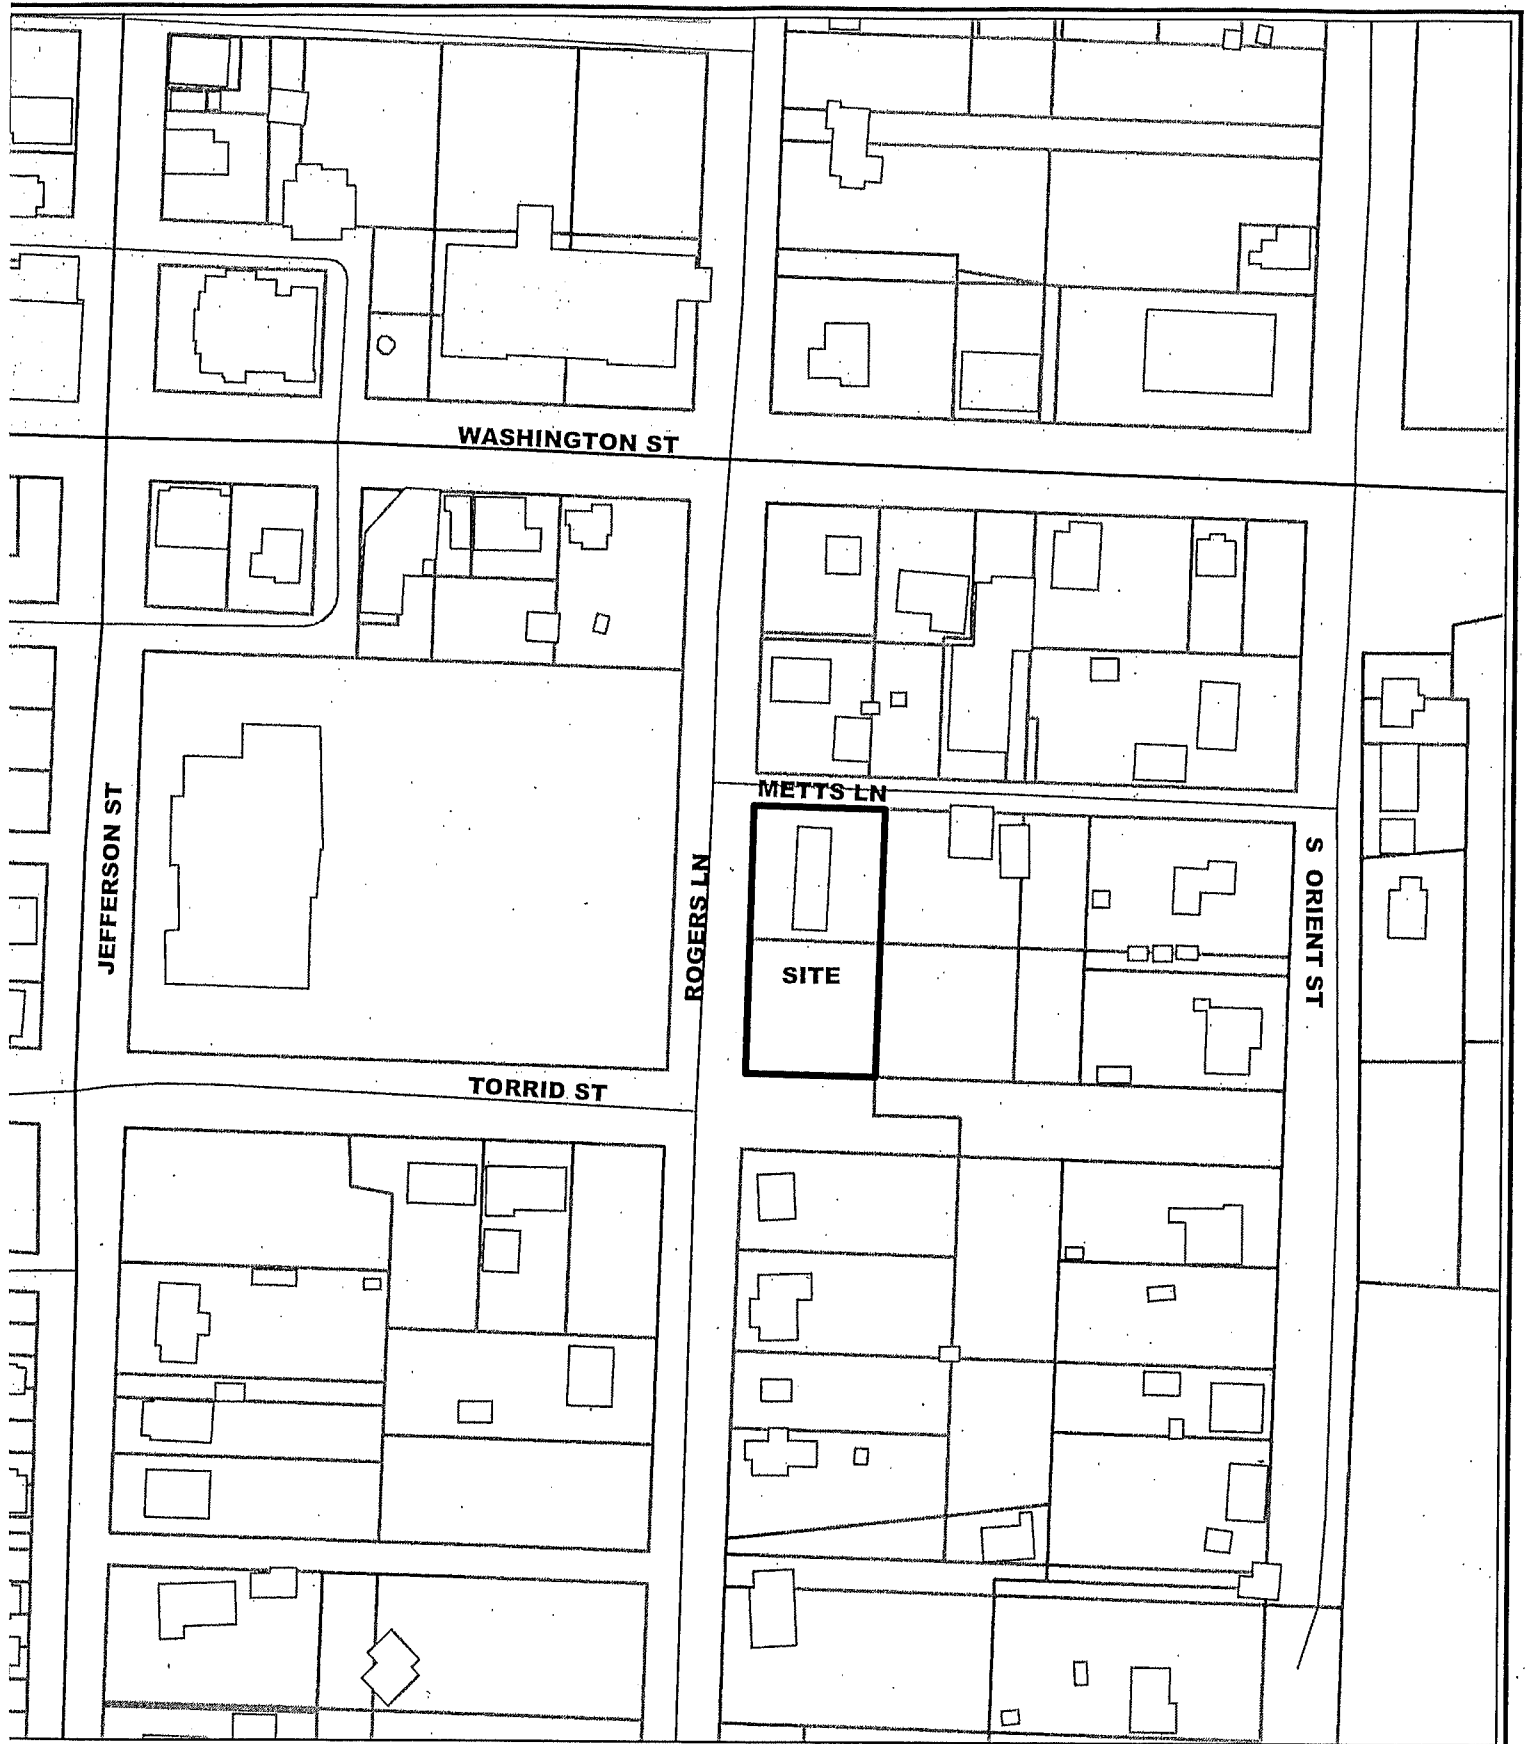 WASHINGTON ST
METTS LN
JEFFERSON ST
ROGERS LN
S ORIENT ST
SITE
TORRID ST